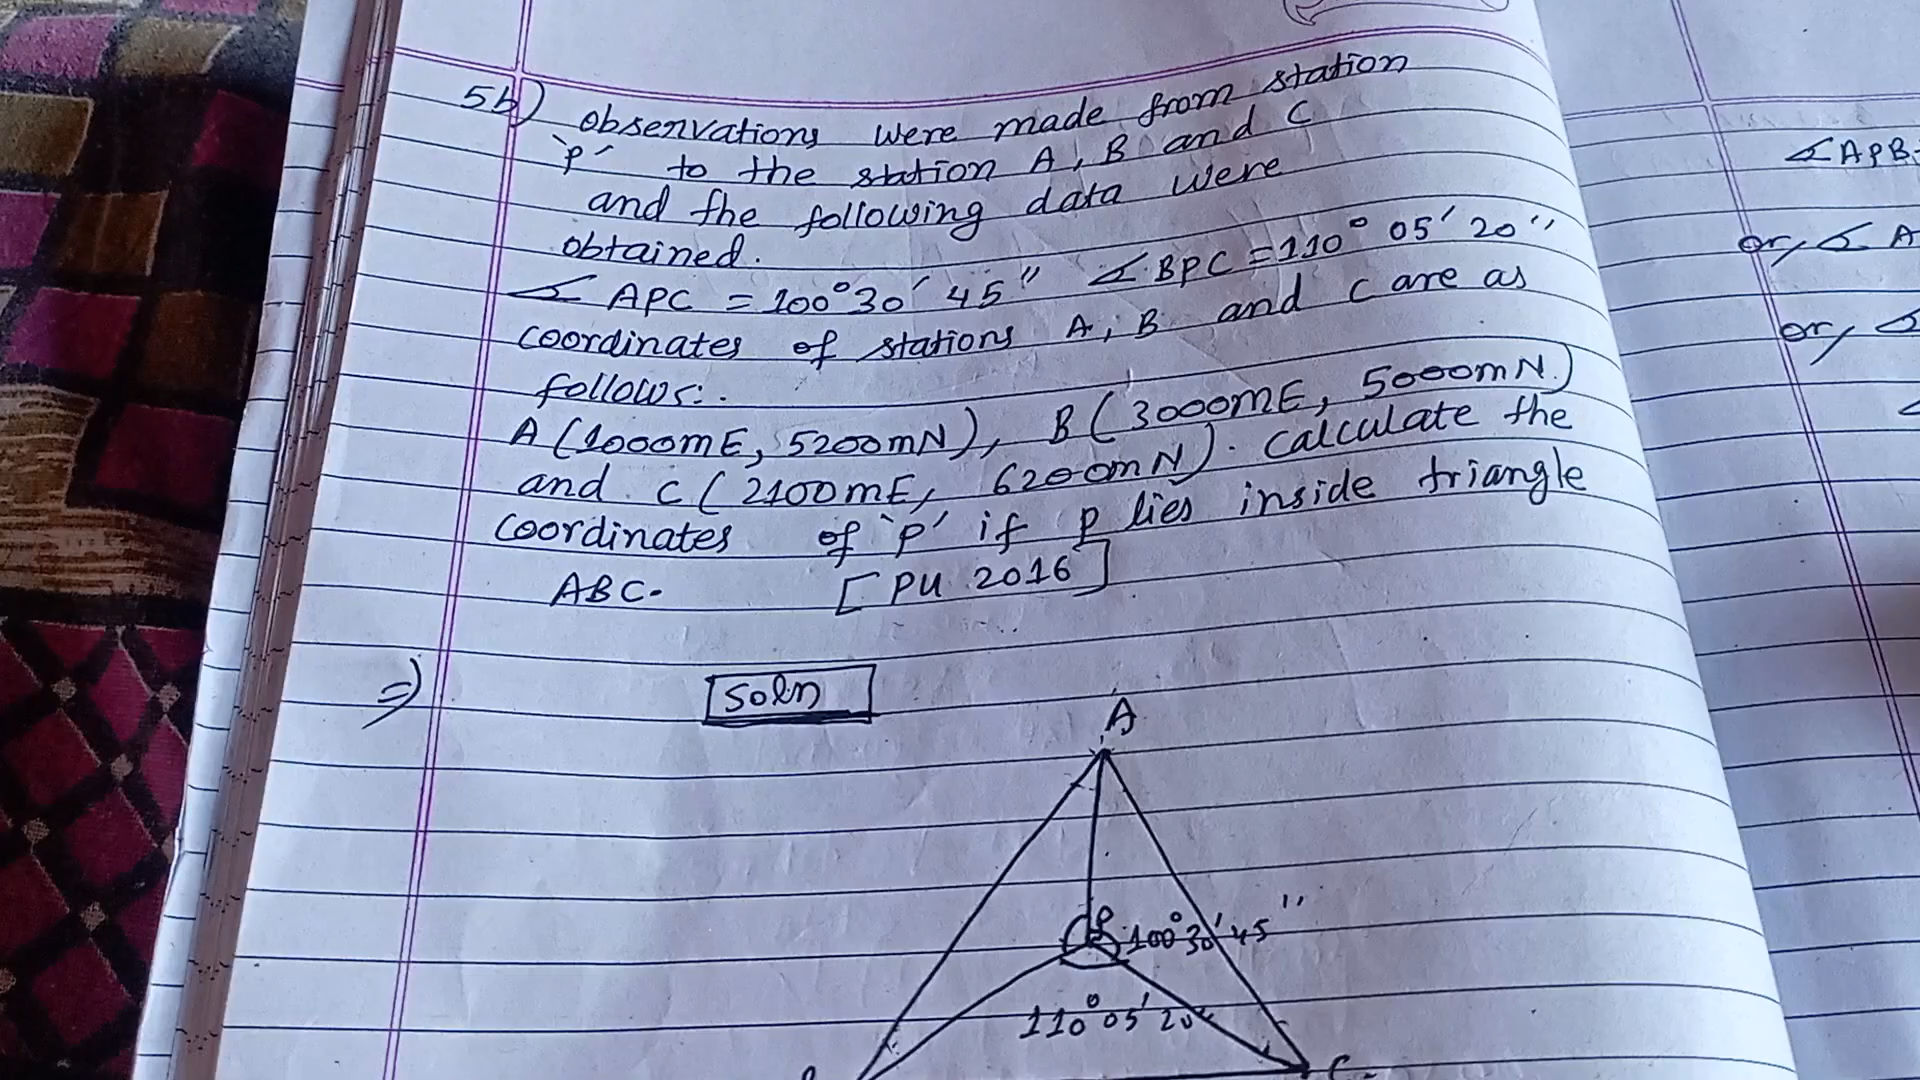 5b) observations were made from station
'P' to the station A, B and C
and the following data were
obtained.
∡ APC = 100° 30' 45" ∡ BPC = 110° 05' 20"
coordinates of stations A, B and C are as
follows:.
A (1000mE, 5200mN), B (3000mE, 5000mN)
and C (2100mE, 6200mN). Calculate the
coordinates of 'P' if P lies inside triangle
ABC. [PU 2016]
=> Soln
A
P 100° 30' 45"
110° 05' 20"
C
∡APB=
or, ∡ A
or, ∡